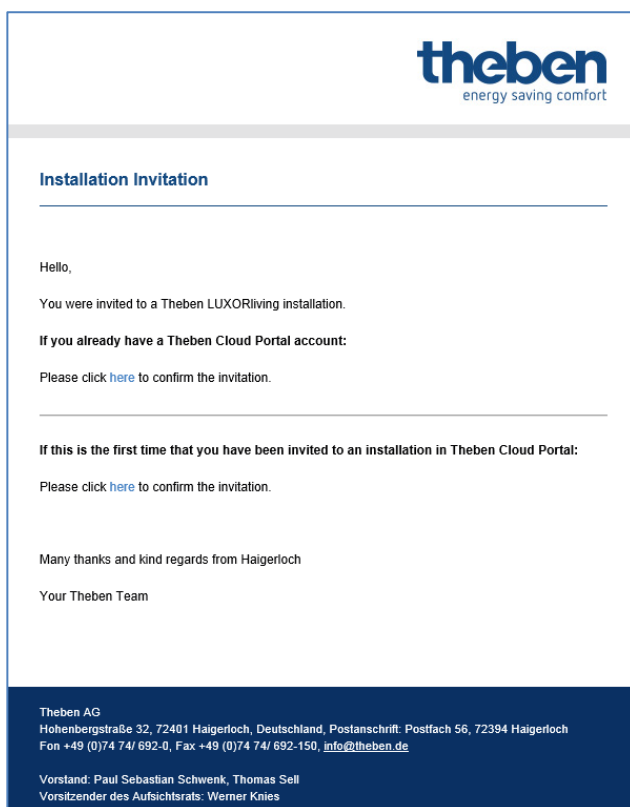 theben
energy saving comfort
Installation Invitation
Hello,
You were invited to a Theben LUXORliving installation.
If you already have a Theben Cloud Portal account:
Please click here to confirm the invitation.
If this is the first time that you have been invited to an installation in Theben Cloud Portal:
Please click here to confirm the invitation.
Many thanks and kind regards from Haigerloch
Your Theben Team
Theben AG
Hohenbergstraße 32, 72401 Haigerloch, Deutschland, Postanschrift: Postfach 56, 72394 Haigerloch
Fon +49 (0)74 74/ 692-0, Fax +49 (0)74 74/ 692-150, info@theben.de
Vorstand: Paul Sebastian Schwenk, Thomas Sell
Vorsitzender des Aufsichtsrats: Werner Knies